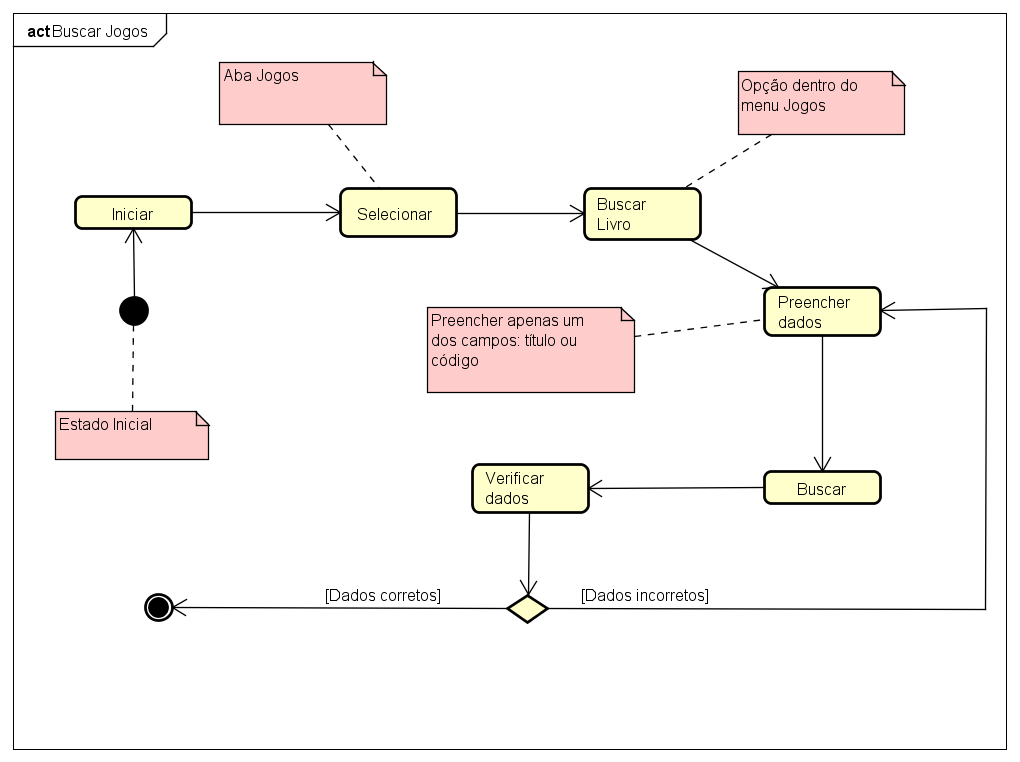 act Buscar Jogos
Aba Jogos
Opção dentro do
menu Jogos
Iniciar
Selecionar
Buscar
Livro
Preencher apenas um
dos campos: título ou
código
Preencher
dados
Estado Inicial
Verificar
dados
Buscar
[Dados corretos]
[Dados incorretos]